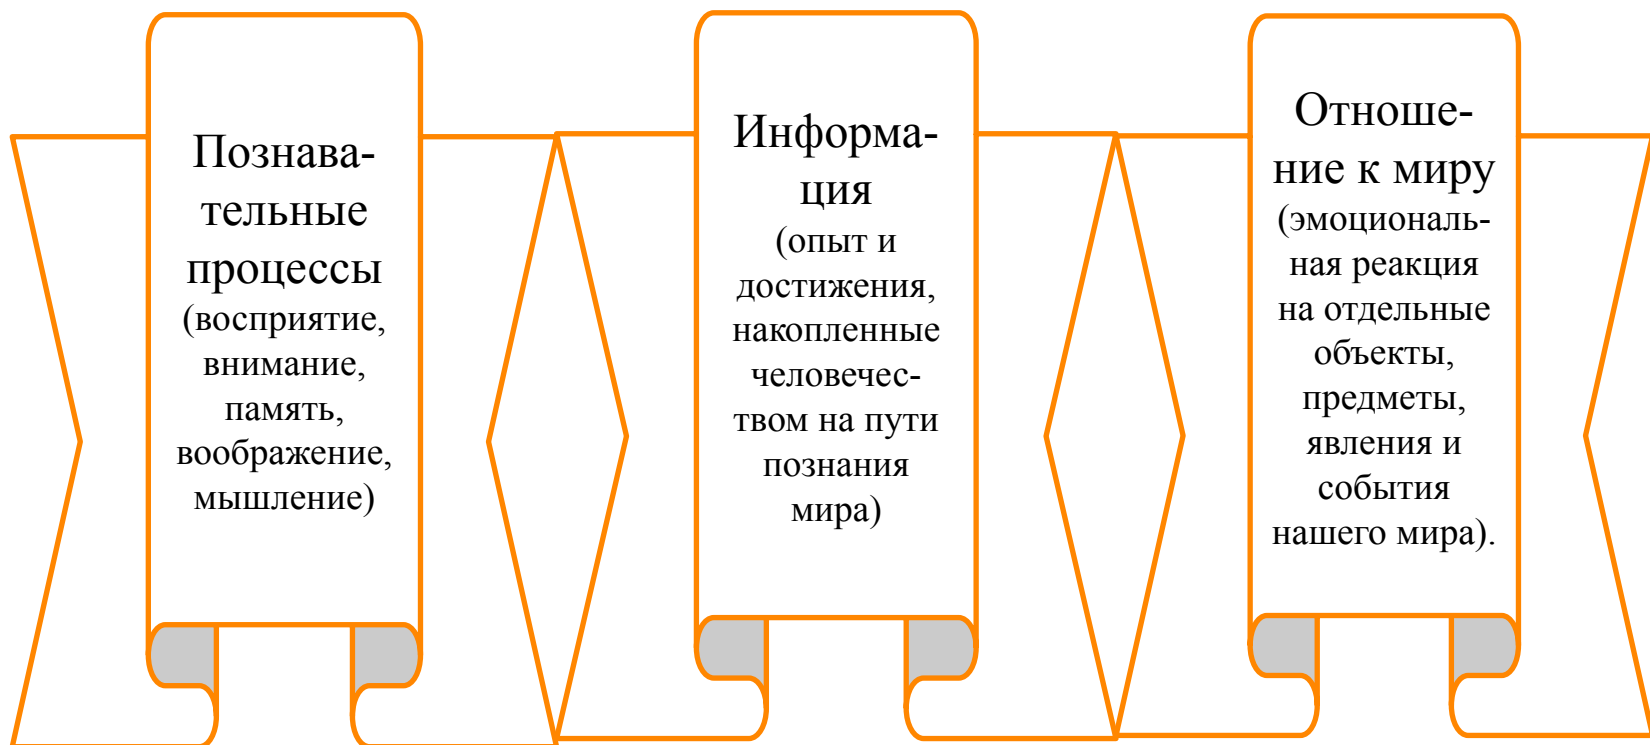 Познава-
тельные
процессы
(восприятие,
внимание,
память,
воображение,
мышление)
Информа-
ция
(опыт и
достижения,
накопленные
человечес-
твом на пути
познания
мира)
Отноше-
ние к миру
(эмоциональ-
ная реакция
на отдельные
объекты,
предметы,
явления и
события
нашего мира).